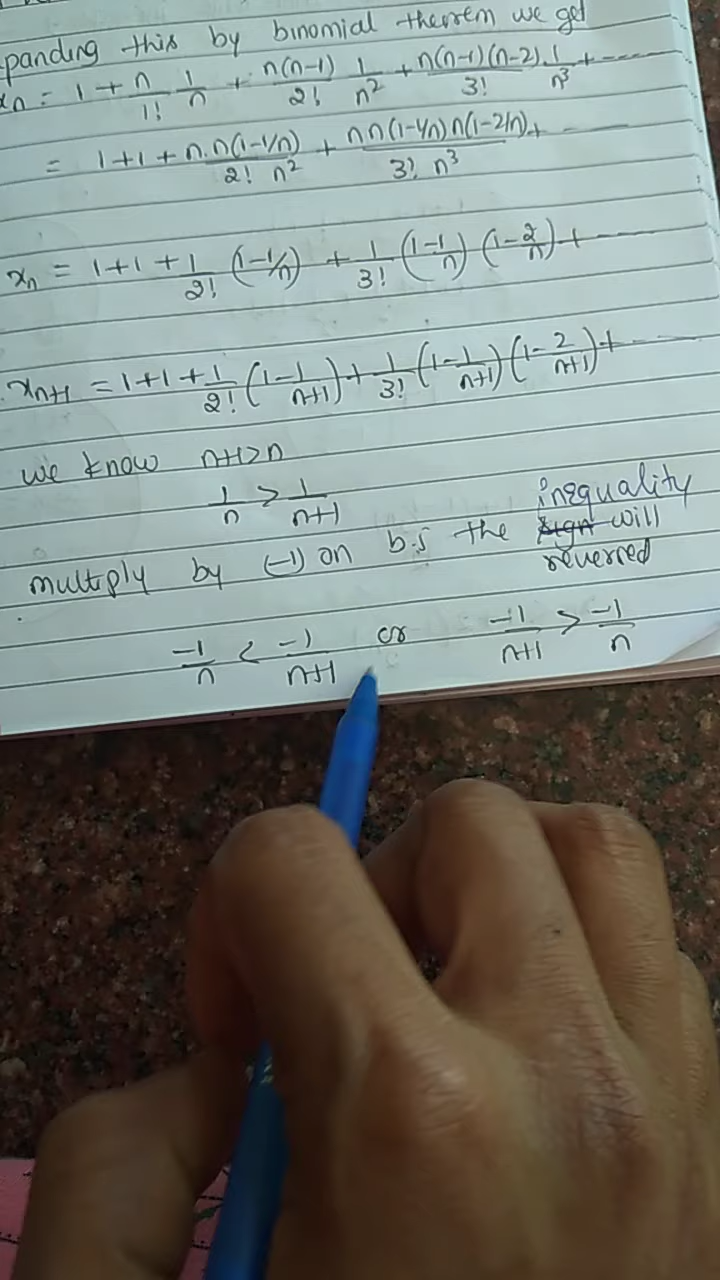 panding this by binomial theorem we get
xn = 1 + n/1! 1/n + n(n-1)/2! 1/n² + n(n-1)(n-2)/3! . 1/n³ + -----
= 1+1 + n.n(1-1/n)/2! n² + nn(1-1/n)n(1-2/n)/3! n³ + -----
xn = 1+1+1/2! (1-1/n) + 1/3! (1-1/n) (1-2/n) + -----
xn+1 = 1+1+1/2! (1-1/n+1) + 1/3! (1-1/n+1) (1-2/n+1) + -----
we know n+1>n
1/n > 1/n+1
multiply by (-1) on b.s the inequality will reversed
-1/n < -1/n+1 or -1/n+1 > -1/n